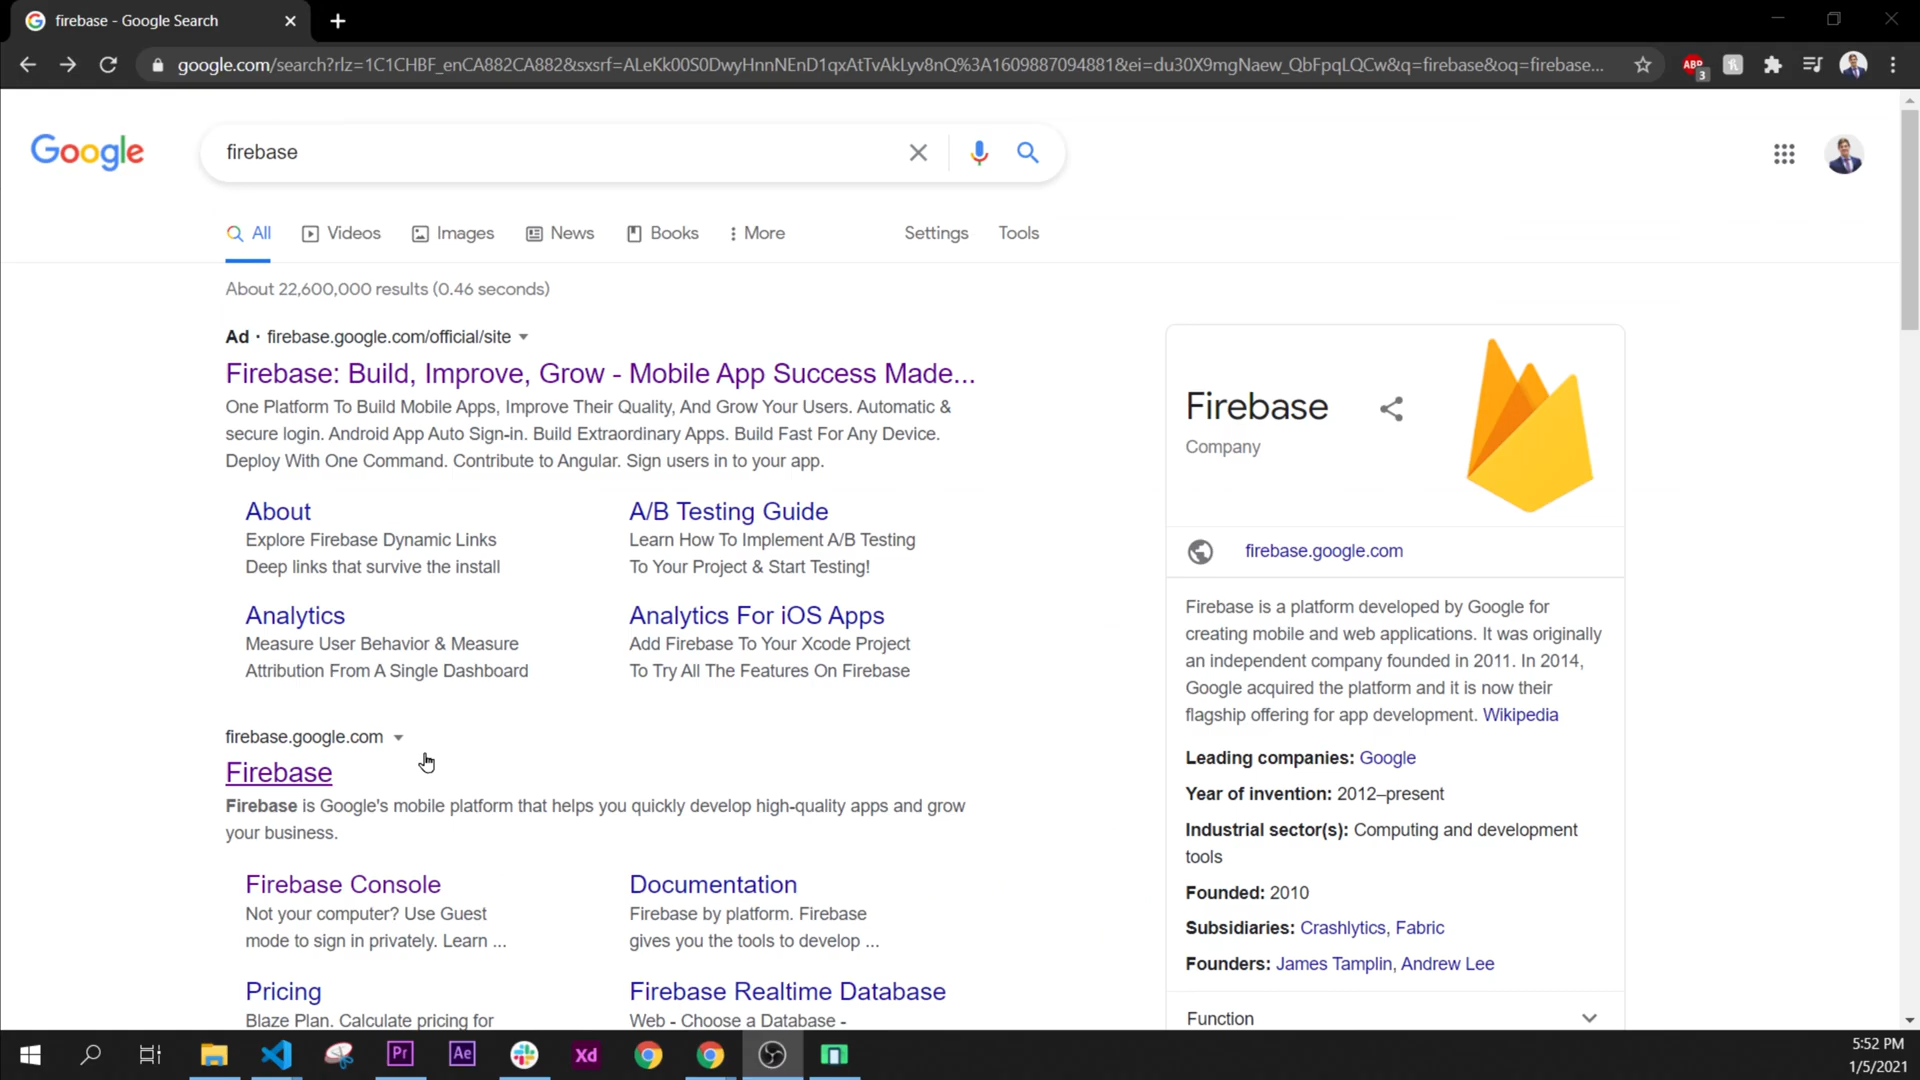 firebase - Google Search
google.com/search?rlz=1C1CHBF_enCA882CA882&sxsrf=ALeKk00S0DwyHnnNEnD1qxAtTvAkLyv8nQ%3A1609887094881&ei=du30X9mgNaew_QbFpqLQCw&q=firebase&oq=firebase...
ABP
3
Google
firebase
All
Videos
Images
News
Books
More
Settings
Tools
About 22,600,000 results (0.46 seconds)
Ad · firebase.google.com/official/site
Firebase: Build, Improve, Grow - Mobile App Success Made...
One Platform To Build Mobile Apps, Improve Their Quality, And Grow Your Users. Automatic &
secure login. Android App Auto Sign-in. Build Extraordinary Apps. Build Fast For Any Device.
Deploy With One Command. Contribute to Angular. Sign users in to your app.
About
Explore Firebase Dynamic Links
Deep links that survive the install
A/B Testing Guide
Learn How To Implement A/B Testing
To Your Project & Start Testing!
Analytics
Measure User Behavior & Measure
Attribution From A Single Dashboard
Analytics For iOS Apps
Add Firebase To Your Xcode Project
To Try All The Features On Firebase
firebase.google.com
Firebase
Firebase is Google's mobile platform that helps you quickly develop high-quality apps and grow
your business.
Firebase Console
Not your computer? Use Guest
mode to sign in privately. Learn ...
Documentation
Firebase by platform. Firebase
gives you the tools to develop ...
Pricing
Blaze Plan. Calculate pricing for
Firebase Realtime Database
Web - Choose a Database -
Firebase
Company
firebase.google.com
Firebase is a platform developed by Google for
creating mobile and web applications. It was originally
an independent company founded in 2011. In 2014,
Google acquired the platform and it is now their
flagship offering for app development. Wikipedia
Leading companies: Google
Year of invention: 2012–present
Industrial sector(s): Computing and development
tools
Founded: 2010
Subsidiaries: Crashlytics, Fabric
Founders: James Tamplin, Andrew Lee
Function
Pr
Ae
Xd
5:52 PM
1/5/2021